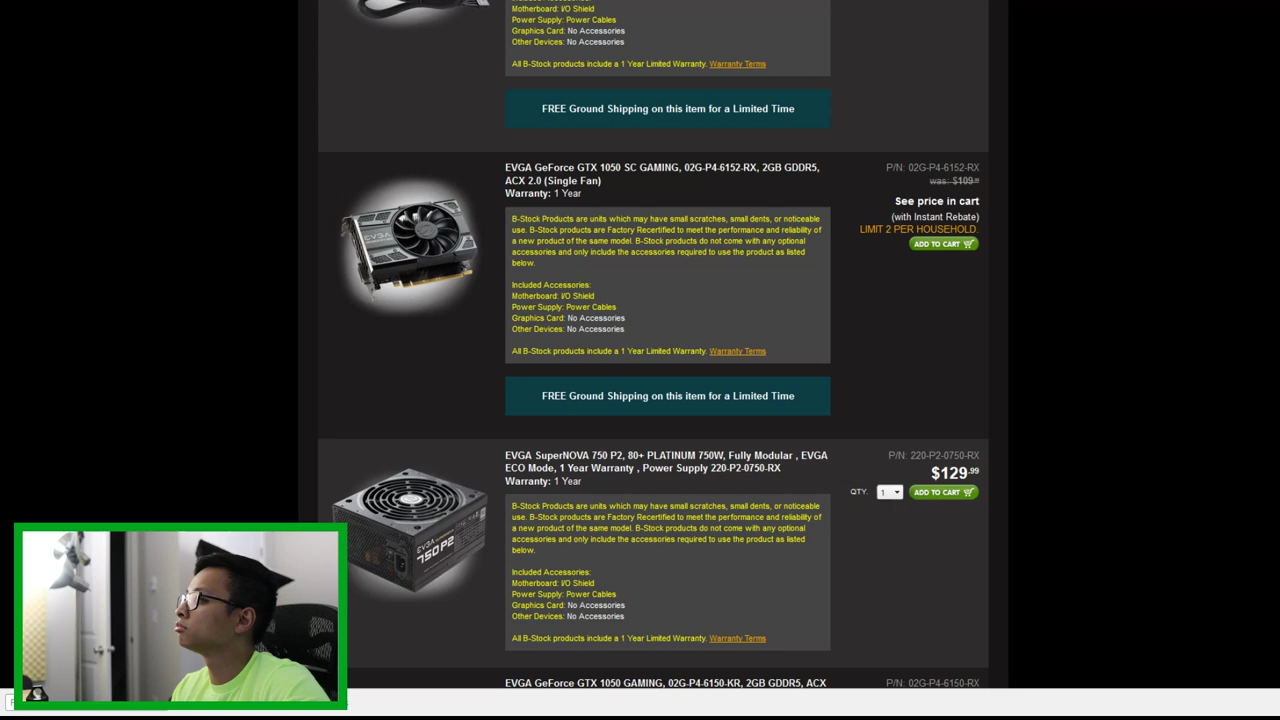 Motherboard: I/O Shield
Power Supply: Power Cables
Graphics Card: No Accessories
Other Devices: No Accessories
All B-Stock products include a 1 Year Limited Warranty. Warranty Terms
FREE Ground Shipping on this item for a Limited Time
EVGA GeForce GTX 1050 SC GAMING, 02G-P4-6152-RX, 2GB GDDR5,
ACX 2.0 (Single Fan)
Warranty: 1 Year
P/N: 02G-P4-6152-RX
was: $109
See price in cart
(with Instant Rebate)
LIMIT 2 PER HOUSEHOLD.
ADD TO CART
EVGA
B-Stock Products are units which may have small scratches, small dents, or noticeable
use. B-Stock products are Factory Recertified to meet the performance and reliability of
a new product of the same model. B-Stock products do not come with any optional
accessories and only include the accessories required to use the product as listed
below.
Included Accessories:
Motherboard: I/O Shield
Power Supply: Power Cables
Graphics Card: No Accessories
Other Devices: No Accessories
All B-Stock products include a 1 Year Limited Warranty. Warranty Terms
FREE Ground Shipping on this item for a Limited Time
EVGA SuperNOVA 750 P2, 80+ PLATINUM 750W, Fully Modular , EVGA
ECO Mode, 1 Year Warranty , Power Supply 220-P2-0750-RX
Warranty: 1 Year
P/N: 220-P2-0750-RX
$129.99
QTY. 1 ADD TO CART
EVGA
750 P2
B-Stock Products are units which may have small scratches, small dents, or noticeable
use. B-Stock products are Factory Recertified to meet the performance and reliability of
a new product of the same model. B-Stock products do not come with any optional
accessories and only include the accessories required to use the product as listed
below.
Included Accessories:
Motherboard: I/O Shield
Power Supply: Power Cables
Graphics Card: No Accessories
Other Devices: No Accessories
All B-Stock products include a 1 Year Limited Warranty. Warranty Terms
EVGA GeForce GTX 1050 GAMING, 02G-P4-6150-KR, 2GB GDDR5, ACX
P/N: 02G-P4-6150-RX